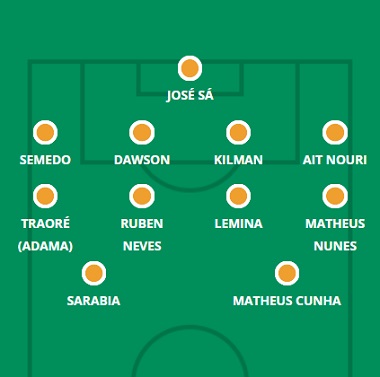 JOSÉ SÁ
SEMEDO DAWSON KILMAN AIT NOURI
TRAORÉ RUBEN LEMINA MATHEUS
(ADAMA) NEVES NUNES
SARABIA MATHEUS CUNHA